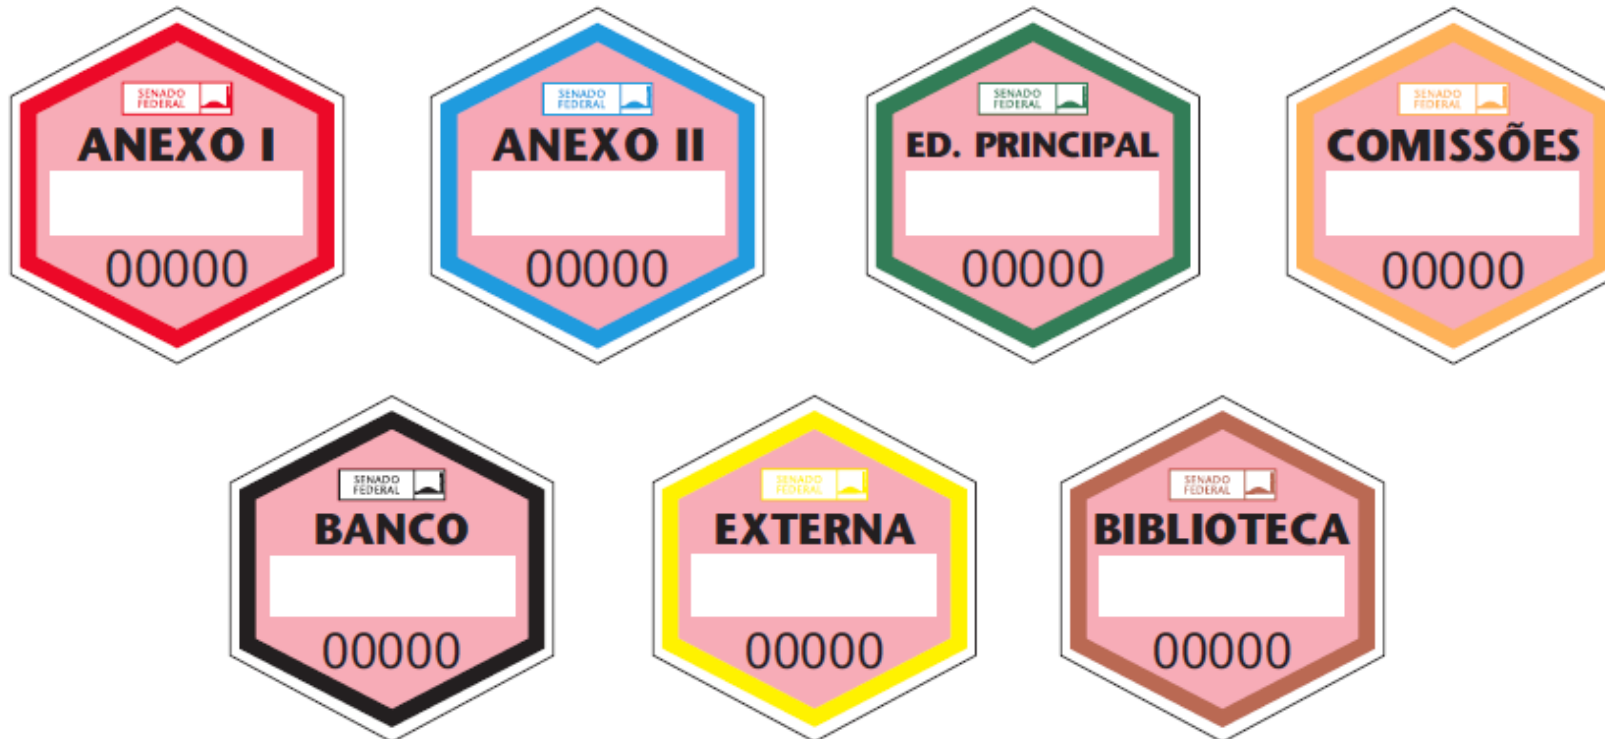 SENADO
FEDERAL
ANEXO I
00000
SENADO
FEDERAL
ANEXO II
00000
SENADO
FEDERAL
ED. PRINCIPAL
00000
SENADO
FEDERAL
COMISSÕES
00000
SENADO
FEDERAL
BANCO
00000
SENADO
FEDERAL
EXTERNA
00000
SENADO
FEDERAL
BIBLIOTECA
00000